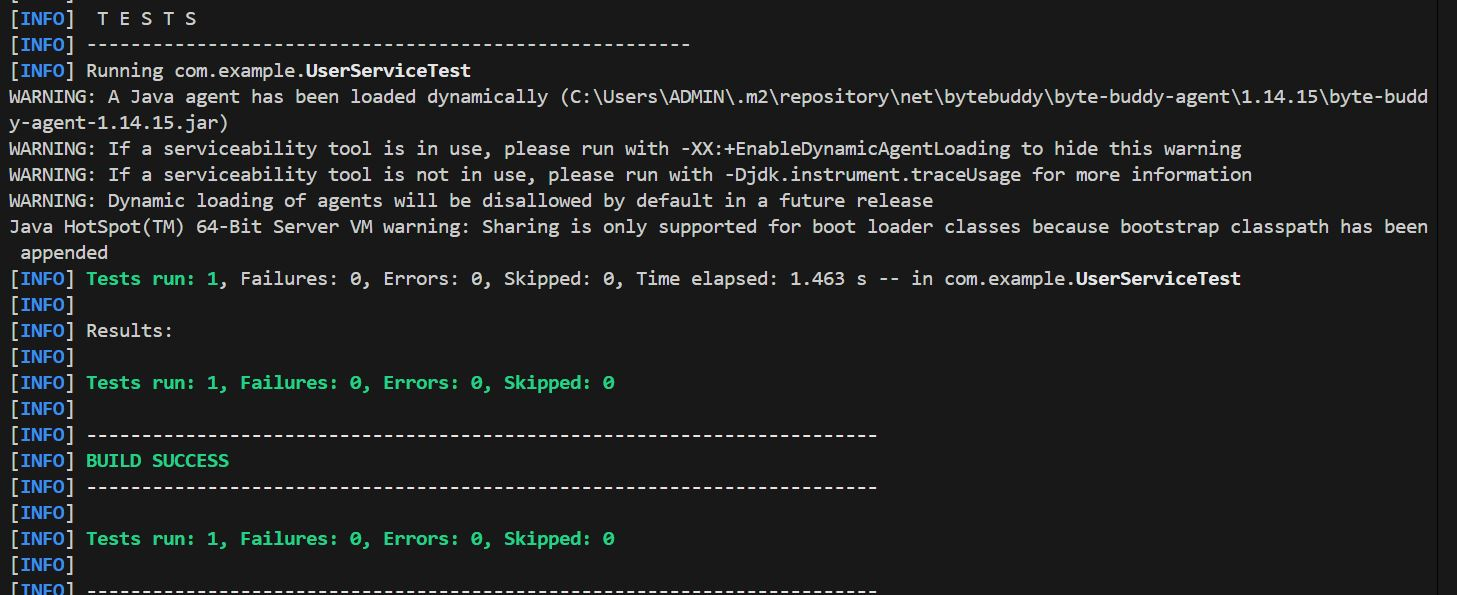 [INFO]  T E S T S
[INFO] -------------------------------------------------------
[INFO] Running com.example.UserServiceTest
WARNING: A Java agent has been loaded dynamically (C:\Users\ADMIN\.m2\repository\net\bytebuddy\byte-buddy-agent\1.14.15\byte-budd
y-agent-1.14.15.jar)
WARNING: If a serviceability tool is in use, please run with -XX:+EnableDynamicAgentLoading to hide this warning
WARNING: If a serviceability tool is not in use, please run with -Djdk.instrument.traceUsage for more information
WARNING: Dynamic loading of agents will be disallowed by default in a future release
Java HotSpot(TM) 64-Bit Server VM warning: Sharing is only supported for boot loader classes because bootstrap classpath has been
 appended
[INFO] Tests run: 1, Failures: 0, Errors: 0, Skipped: 0, Time elapsed: 1.463 s -- in com.example.UserServiceTest
[INFO]
[INFO] Results:
[INFO]
[INFO] Tests run: 1, Failures: 0, Errors: 0, Skipped: 0
[INFO]
[INFO] ------------------------------------------------------------------------
[INFO] BUILD SUCCESS
[INFO] ------------------------------------------------------------------------
[INFO]
[INFO] Tests run: 1, Failures: 0, Errors: 0, Skipped: 0
[INFO]
[INFO] ------------------------------------------------------------------------